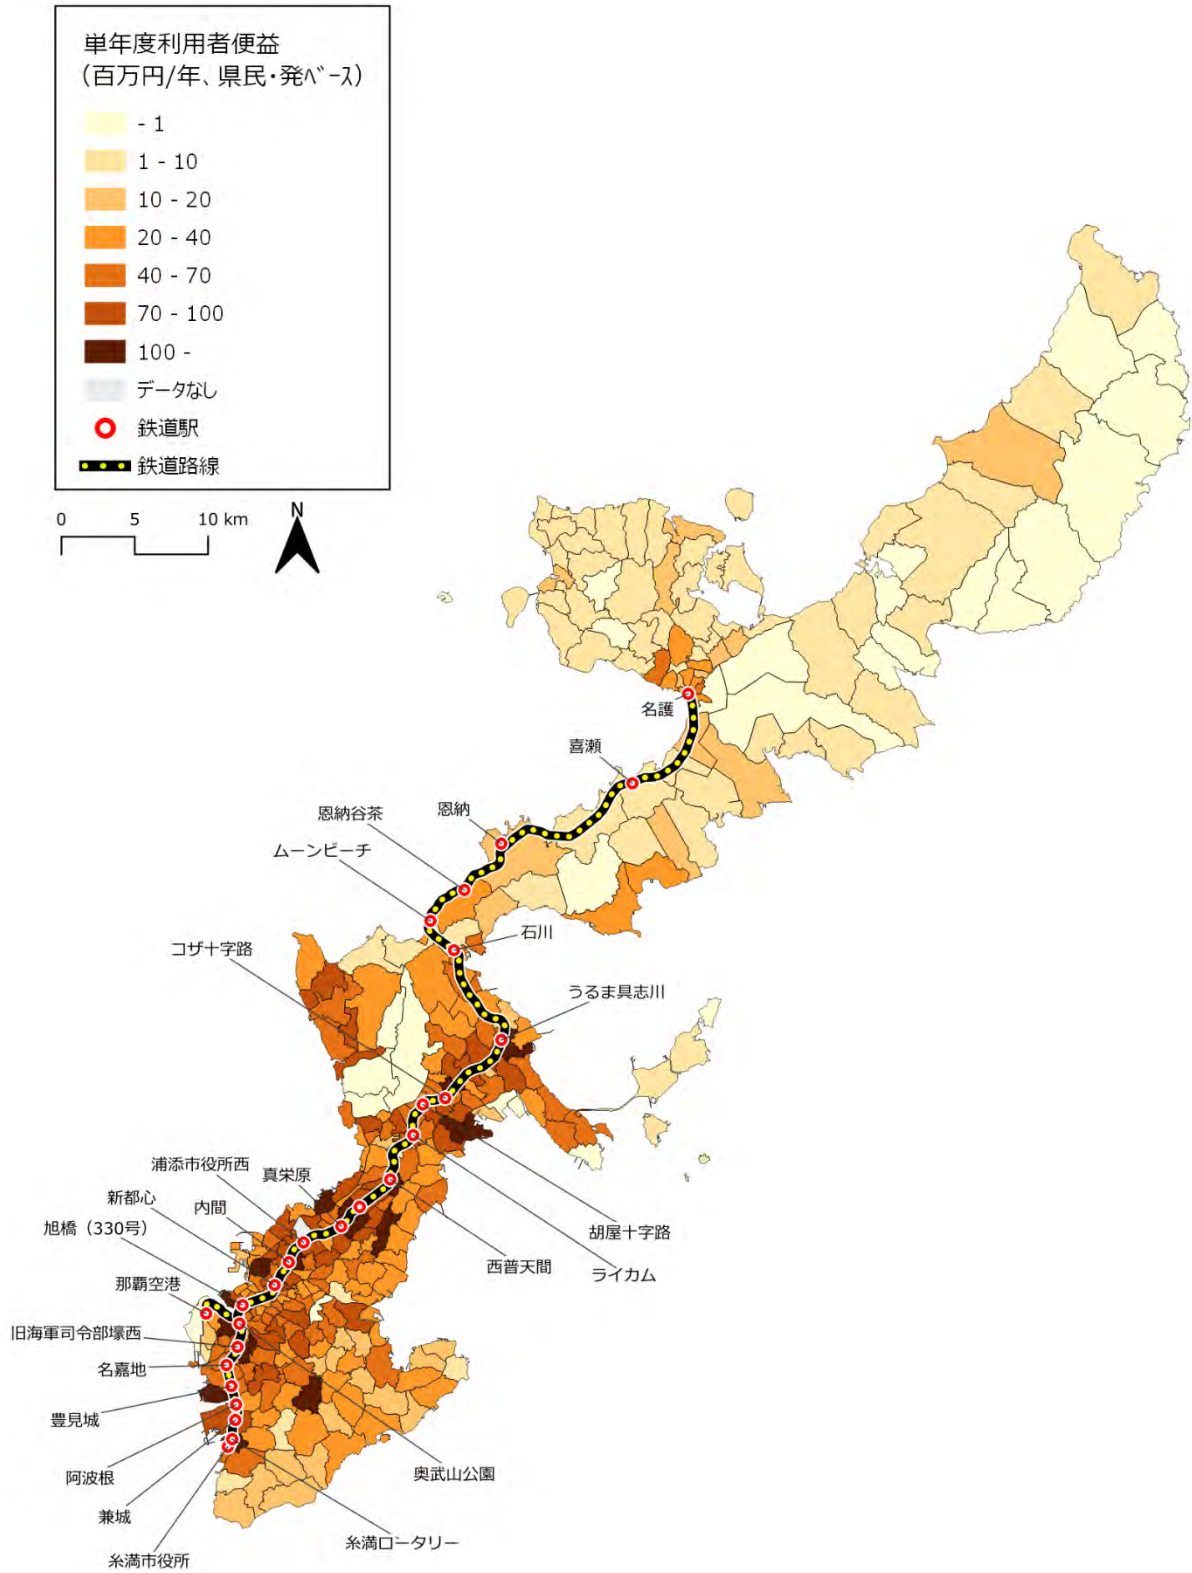 単年度利用者便益
(百万円/年、県民・発ベース)
- 1
1 - 10
10 - 20
20 - 40
40 - 70
70 - 100
100 -
データなし
鉄道駅
鉄道路線
0 5 10 km
N
名護
喜瀬
恩納
恩納谷茶
ムーンビーチ
石川
コザ十字路
うるま具志川
浦添市役所西
真栄原
新都心
内間
旭橋（330号）
胡屋十字路
西普天間
ライカム
那覇空港
旧海軍司令部壕西
名嘉地
豊見城
奥武山公園
阿波根
兼城
糸満ロータリー
糸満市役所